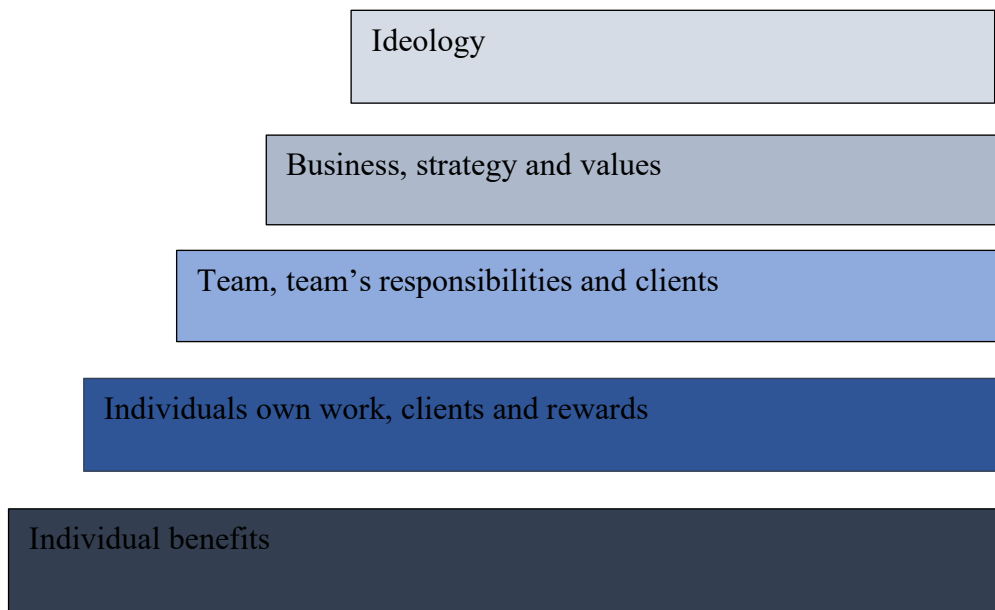 Ideology
Business, strategy and values
Team, team’s responsibilities and clients
Individuals own work, clients and rewards
Individual benefits